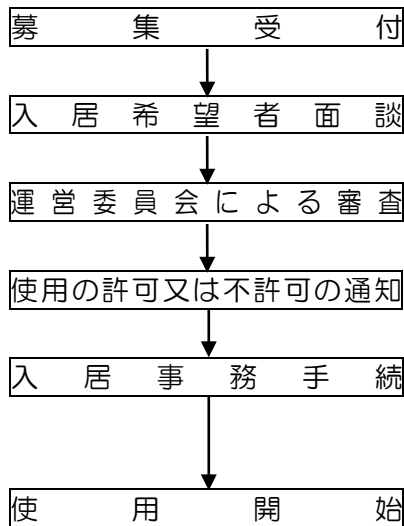 募集受付
入居希望者面談
運営委員会による審査
使用の許可又は不許可の通知
入居事務手続
使用開始